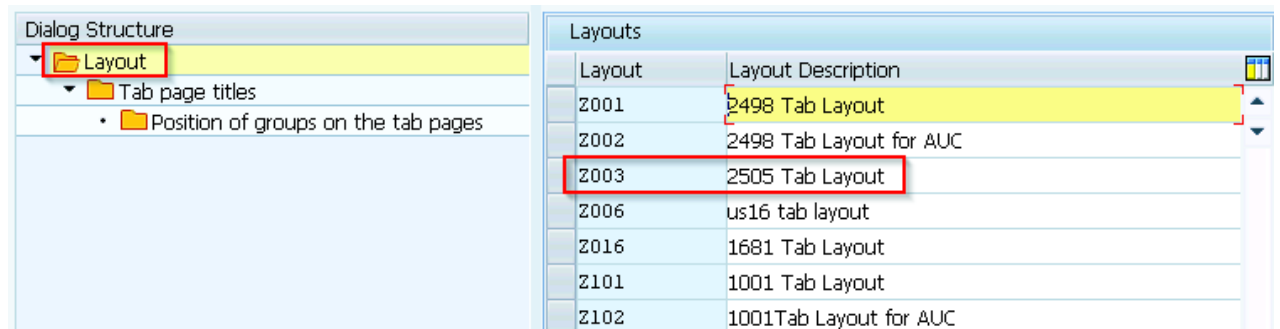 Dialog Structure
Layout
Tab page titles
Position of groups on the tab pages
Layouts
Layout Layout Description
Z001 2498 Tab Layout
Z002 2498 Tab Layout for AUC
Z003 2505 Tab Layout
Z006 us16 tab layout
Z016 1681 Tab Layout
Z101 1001 Tab Layout
Z102 1001Tab Layout for AUC